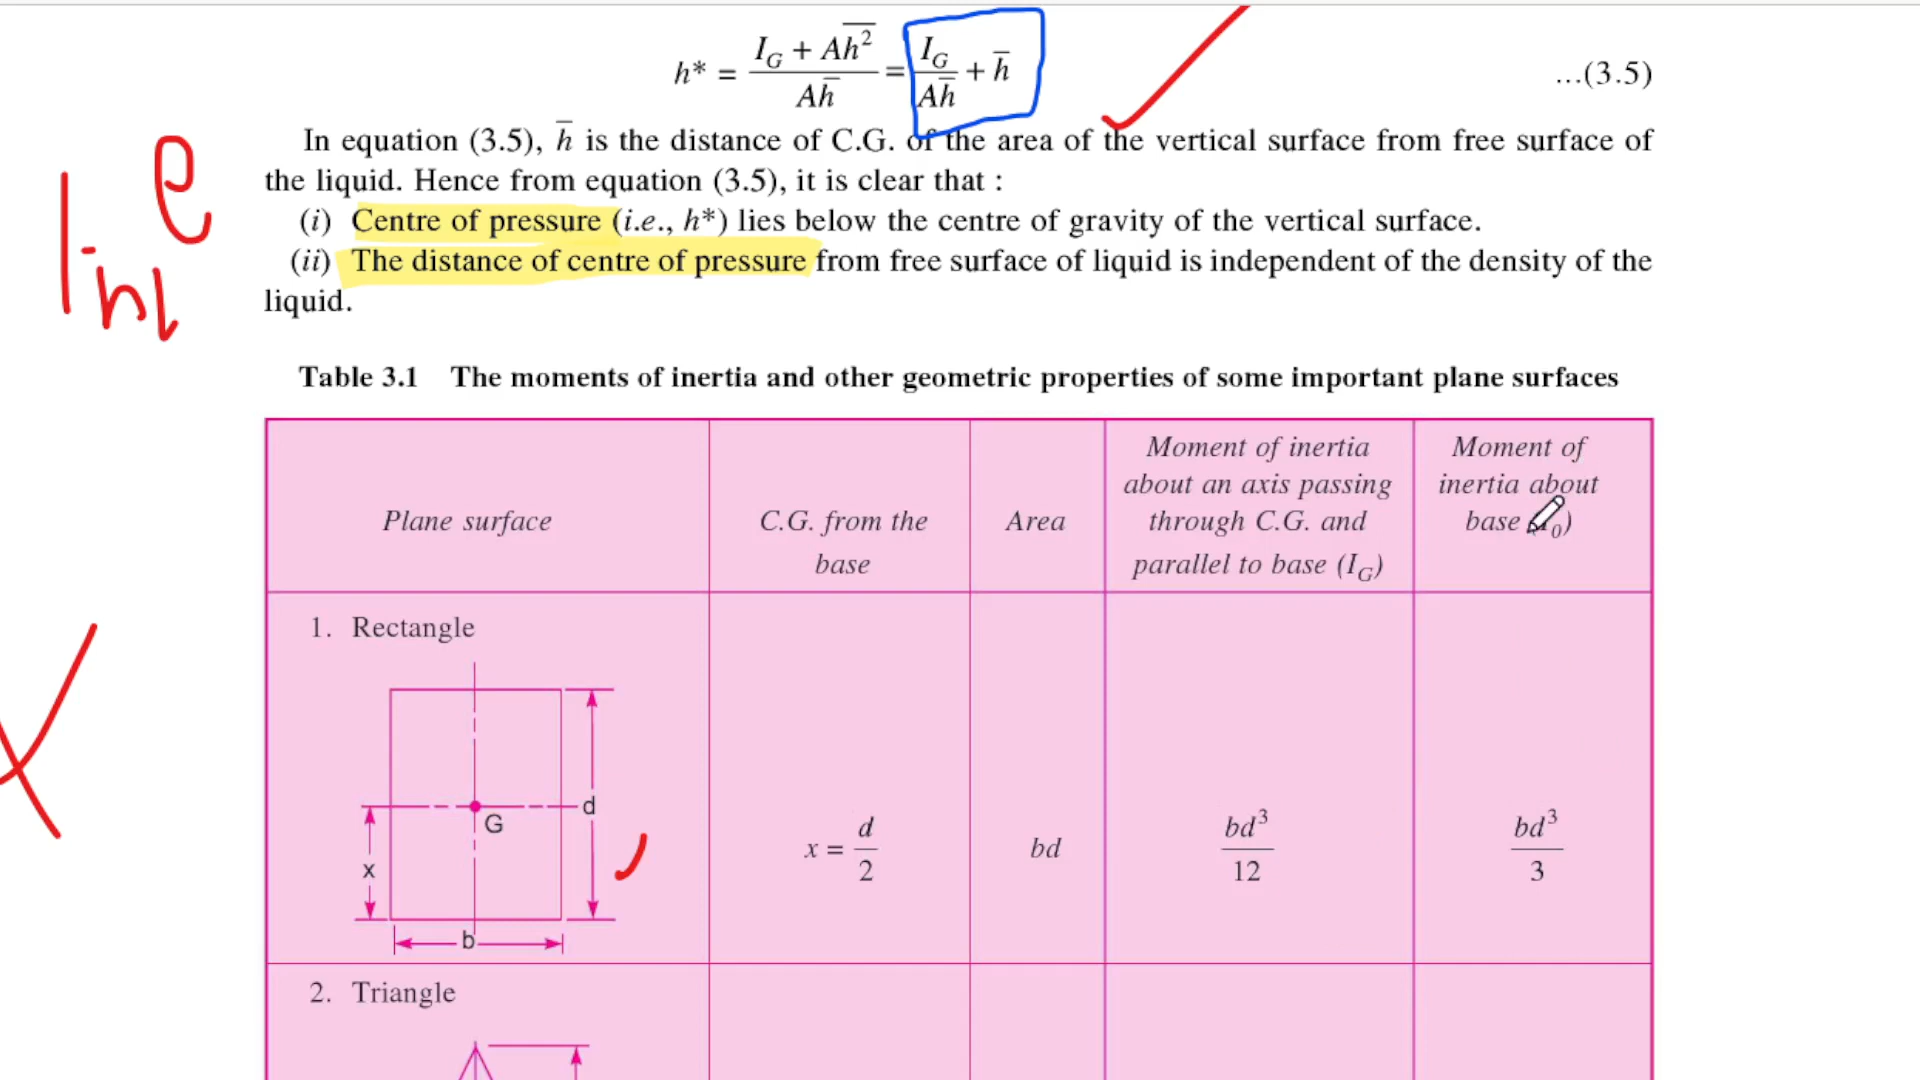 h* = (I_G + Ah̄²) / (Ah̄) = I_G / (Ah̄) + h̄ ...(3.5)
In equation (3.5), h̄ is the distance of C.G. of the area of the vertical surface from free surface of
the liquid. Hence from equation (3.5), it is clear that :
(i) Centre of pressure (i.e., h*) lies below the centre of gravity of the vertical surface.
(ii) The distance of centre of pressure from free surface of liquid is independent of the density of the
liquid.
Table 3.1 The moments of inertia and other geometric properties of some important plane surfaces
Plane surface
C.G. from the
base
Area
Moment of inertia
about an axis passing
through C.G. and
parallel to base (I_G)
Moment of
inertia about
base
1. Rectangle
G
d
x
b
x = d/2
bd
bd³/12
bd³/3
2. Triangle